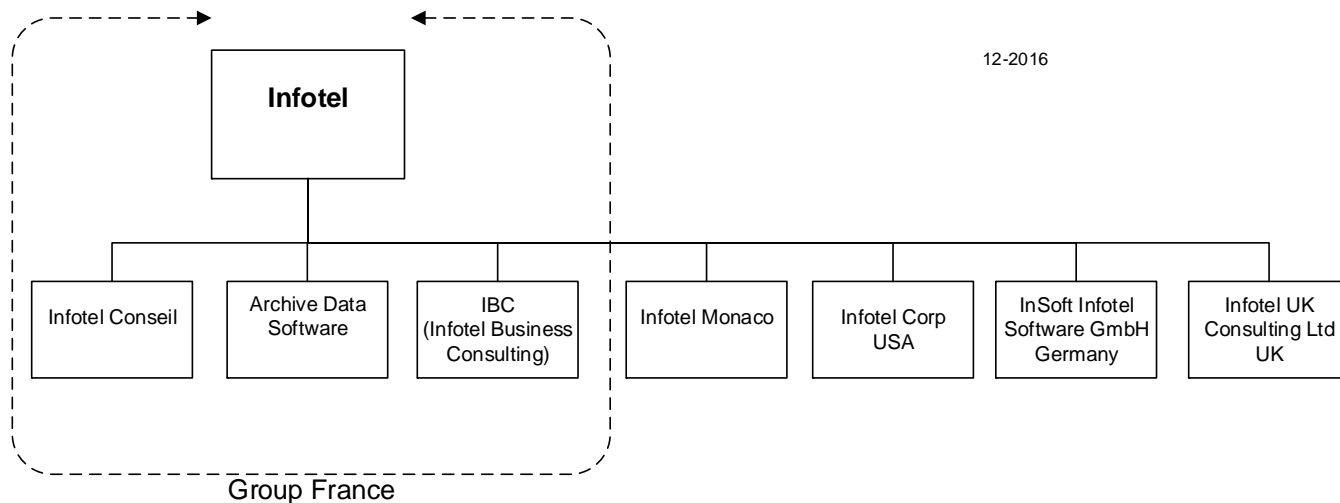 12-2016
Infotel
Infotel Conseil
Archive Data
Software
IBC
(Infotel Business
Consulting)
Infotel Monaco
Infotel Corp
USA
InSoft Infotel
Software GmbH
Germany
Infotel UK
Consulting Ltd
UK
Group France